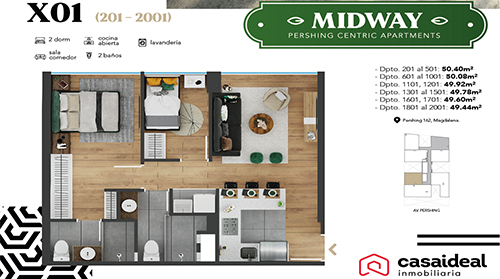 X01 (201 - 2001)
2 dorm
cocina abierta
lavandería
sala comedor
2 baños
MIDWAY
PERSHING CENTRIC APARTMENTS
- Dpto. 201 al 501: 50.40m²
- Dpto. 601 al 1001: 50.08m²
- Dpto. 1101, 1201: 49.92m²
- Dpto. 1301 al 1501: 49.78m²
- Dpto. 1601, 1701: 49.60m²
- Dpto. 1801 al 2001: 49.44m²
Pershing 162, Magdalena.
AV PERSHING
casaideal
inmobiliaria